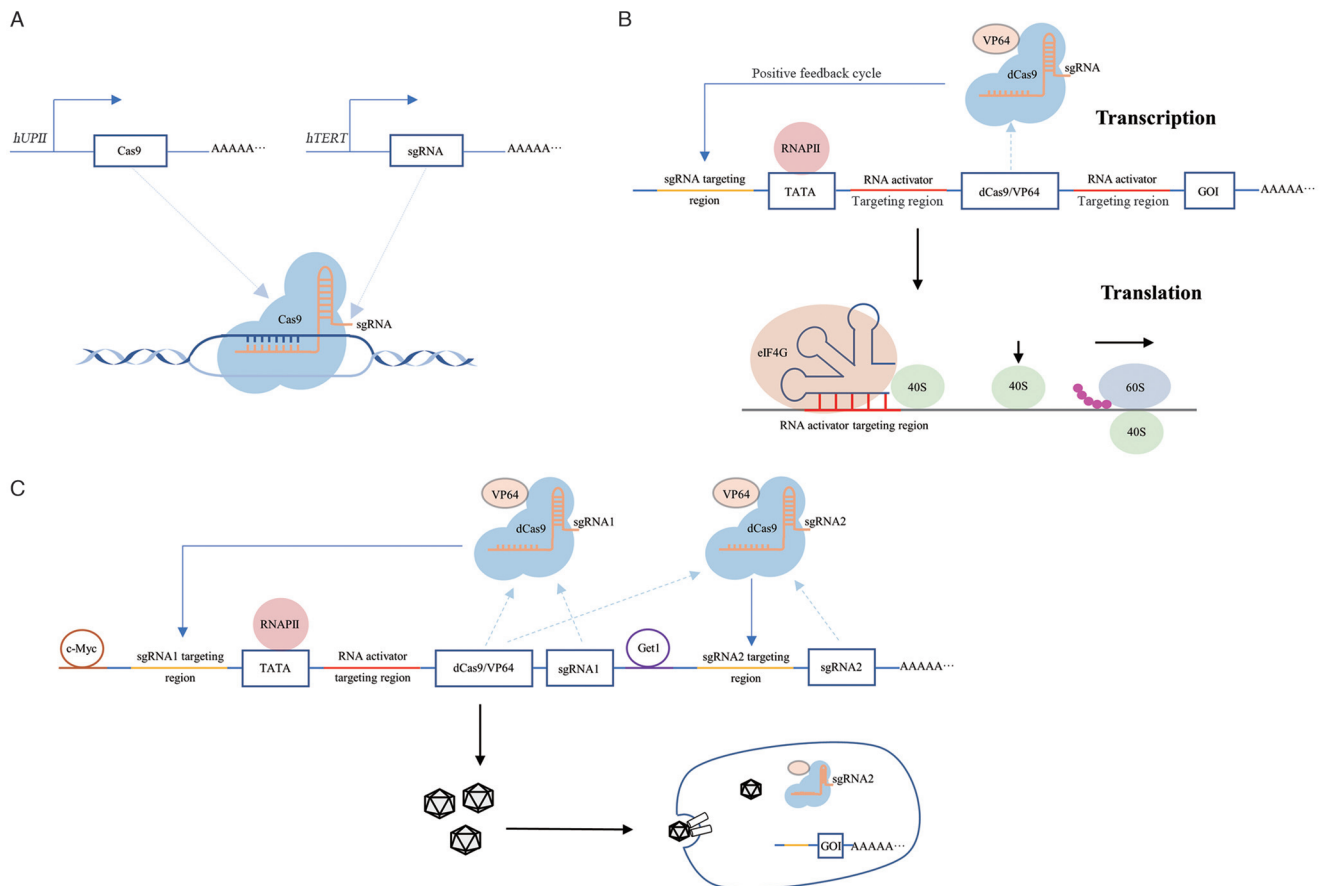 A
hUPII
Cas9
AAAAA···
hTERT
sgRNA
AAAAA···
Cas9
sgRNA
B
VP64
dCas9
sgRNA
Positive feedback cycle
Transcription
RNAPII
sgRNA targeting
region
TATA
RNA activator
Targeting region
dCas9/VP64
RNA activator
Targeting region
GOI
AAAAA···
Translation
eIF4G
40S
40S
60S
40S
RNA activator targeting region
C
VP64
dCas9
sgRNA1
VP64
dCas9
sgRNA2
RNAPII
c-Myc
sgRNA1 targeting
region
TATA
RNA activator
targeting region
dCas9/VP64
sgRNA1
Get1
sgRNA2 targeting
region
sgRNA2
AAAAA···
sgRNA2
GOI
AAAAA···